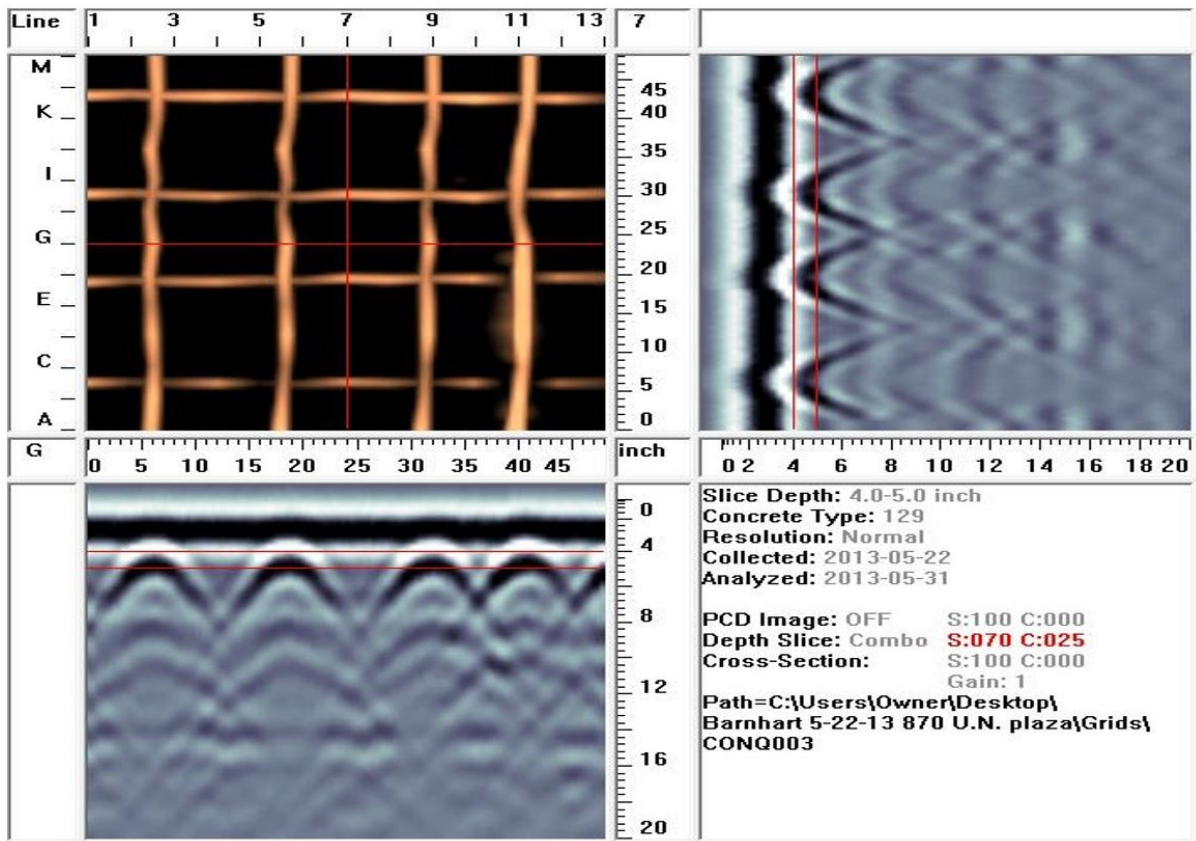 Line 1 3 5 7 9 11 13 7
M
K
I
G
E
C
A
45
40
35
30
25
20
15
10
5
0
G 0 5 10 15 20 25 30 35 40 45 inch 0 2 4 6 8 10 12 14 16 18 20
0
4
8
12
16
20
Slice Depth: 4.0-5.0 inch
Concrete Type: 129
Resolution: Normal
Collected: 2013-05-22
Analyzed: 2013-05-31
PCD Image: OFF S:100 C:000
Depth Slice: Combo S:070 C:025
Cross-Section: S:100 C:000
Gain: 1
Path=C:\Users\Owner\Desktop\
Barnhart 5-22-13 870 U.N. plaza\Grids\
CONQ003